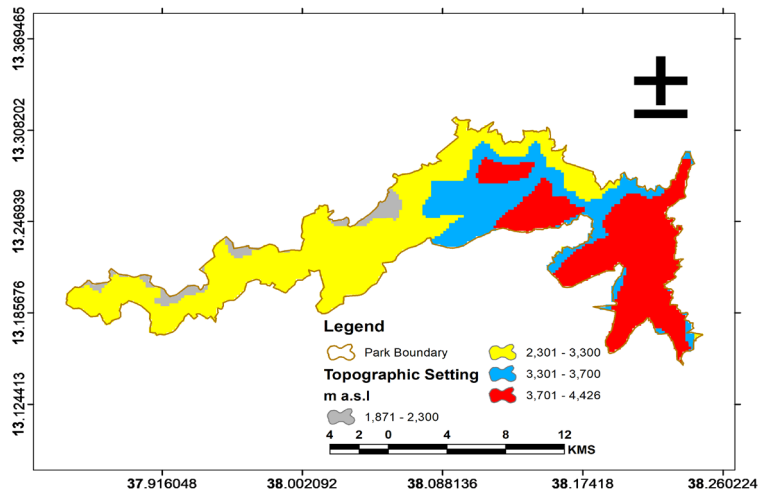 13.369465
13.308202
13.246939
13.185676
13.124413
Legend
Park Boundary
Topographic Setting
m a.s.l
1,871 - 2,300
2,301 - 3,300
3,301 - 3,700
3,701 - 4,426
4 2 0 4 8 12
KMS
37.916048 38.002092 38.088136 38.17418 38.260224